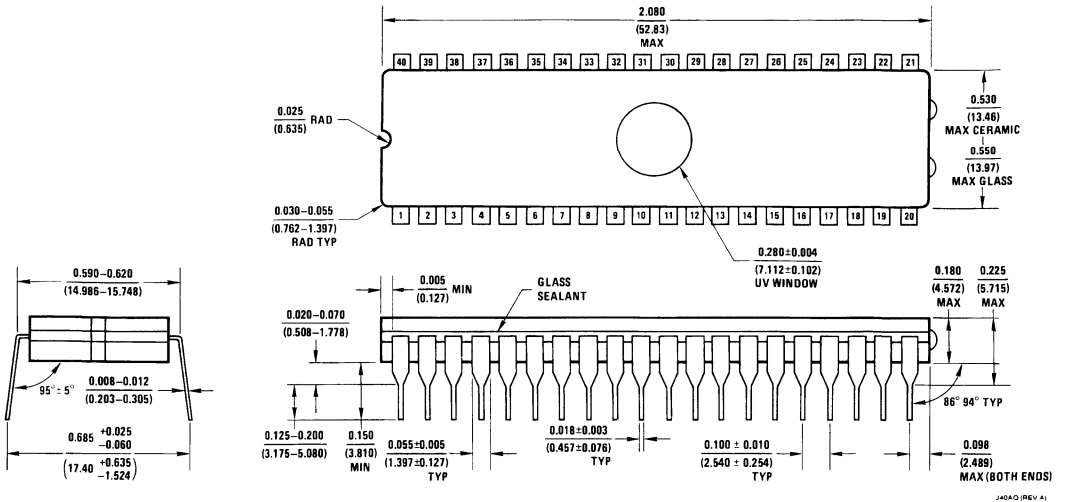 2.080
(52.83)
MAX
40 39 38 37 36 35 34 33 32 31 30 29 28 27 26 25 24 23 22 21
0.025
(0.635)
RAD
0.530
(13.46)
MAX CERAMIC
0.550
(13.97)
MAX GLASS
0.030–0.055
(0.762–1.397)
RAD TYP
1 2 3 4 5 6 7 8 9 10 11 12 13 14 15 16 17 18 19 20
0.280±0.004
(7.112±0.102)
UV WINDOW
0.590–0.620
(14.986–15.748)
0.005
(0.127)
MIN
GLASS
SEALANT
0.180
(4.572)
MAX
0.225
(5.715)
MAX
0.020–0.070
(0.508–1.778)
95° ± 5°
0.008–0.012
(0.203–0.305)
86° 94° TYP
0.685 +0.025
–0.060
(17.40 +0.635
–1.524)
0.125–0.200
(3.175–5.080)
0.150
(3.810)
MIN
0.055±0.005
(1.397±0.127)
TYP
0.018±0.003
(0.457±0.076)
TYP
0.100 ± 0.010
(2.540 ± 0.254)
TYP
0.098
(2.489)
MAX (BOTH ENDS)
J40AQ (REV A)